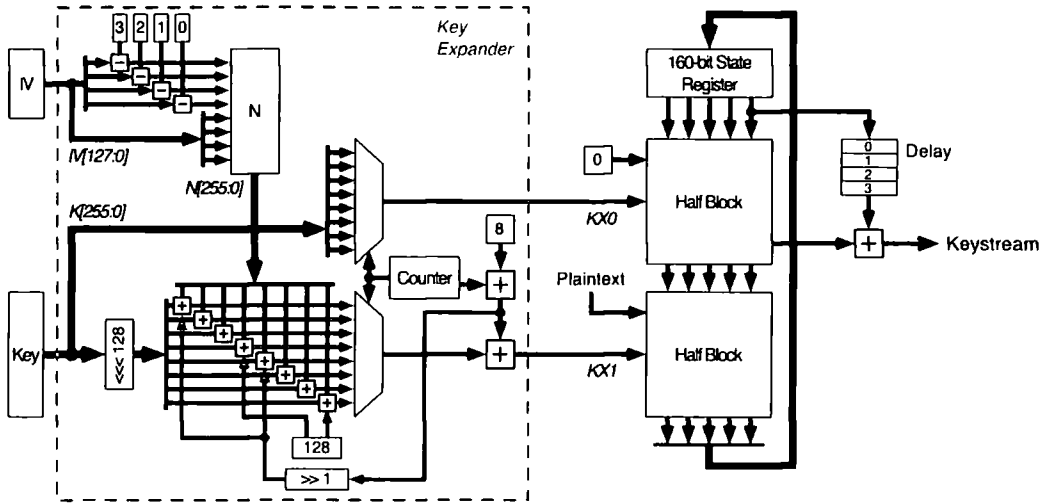 Key
Expander
3 2 1 0
IV
N
IV[127:0]
N[255:0]
K[255:0]
Key
<<< 128
128
>> 1
Counter
8
KX0
KX1
160-bit State
Register
0
Half Block
Plaintext
Half Block
0
1
2
3
Delay
Keystream